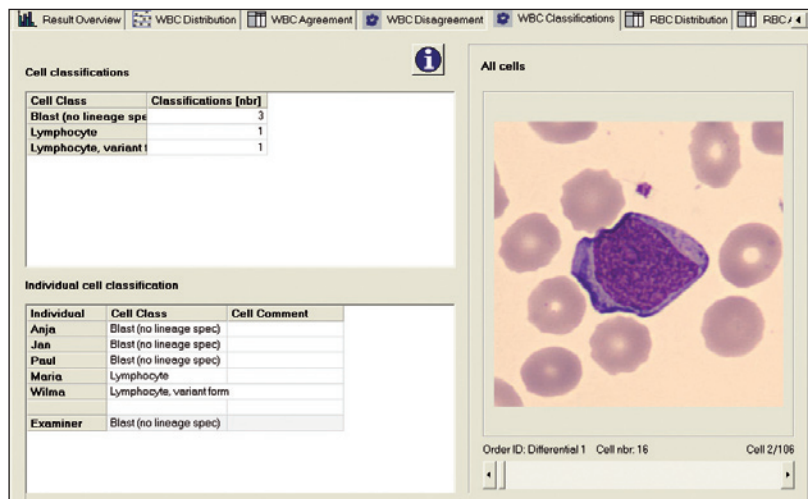 Result Overview WBC Distribution WBC Agreement WBC Disagreement WBC Classifications RBC Distribution RBC
Cell classifications
Cell Class Classifications [nbr]
Blast (no lineage spe 3
Lymphocyte 1
Lymphocyte, variant 1
Individual cell classification
Individual Cell Class Cell Comment
Anja Blast (no lineage spec)
Jan Blast (no lineage spec)
Paul Blast (no lineage spec)
Maria Lymphocyte
Wilma Lymphocyte, variant form
Examiner Blast (no lineage spec)
All cells
Order ID: Differential 1 Cell nbr: 16 Cell 2/106